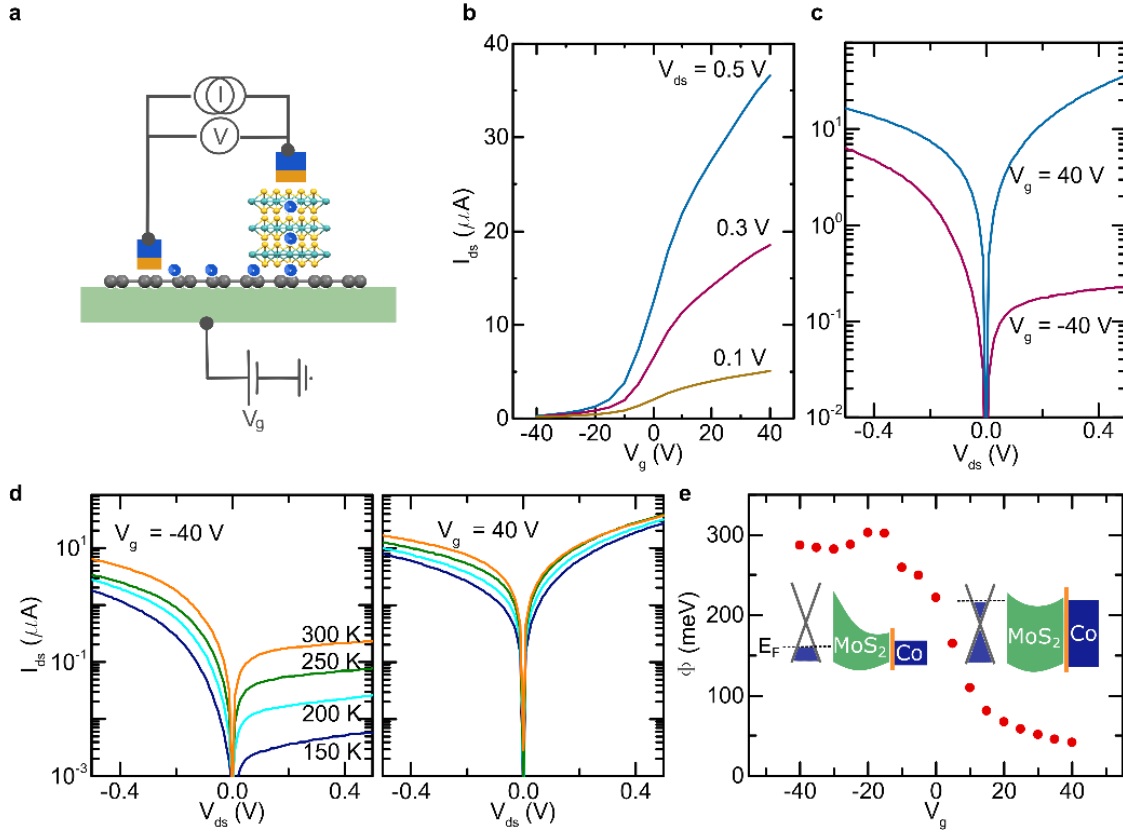 a
I
V
V_g
b
40
30
20
10
0
I_ds (μA)
V_ds = 0.5 V
0.3 V
0.1 V
-40 -20 0 20 40
V_g (V)
c
10^1
10^0
10^-1
10^-2
V_g = 40 V
V_g = -40 V
-0.4 0.0 0.4
V_ds (V)
d
I_ds (μA)
10^1
10^-1
10^-3
V_g = -40 V
300 K
250 K
200 K
150 K
-0.4 0.0 0.4
V_ds (V)
V_g = 40 V
-0.4 0.0 0.4
V_ds (V)
e
Φ (meV)
300
200
100
0
E_F
MoS_2
Co
MoS_2
Co
-40 -20 0 20 40
V_g